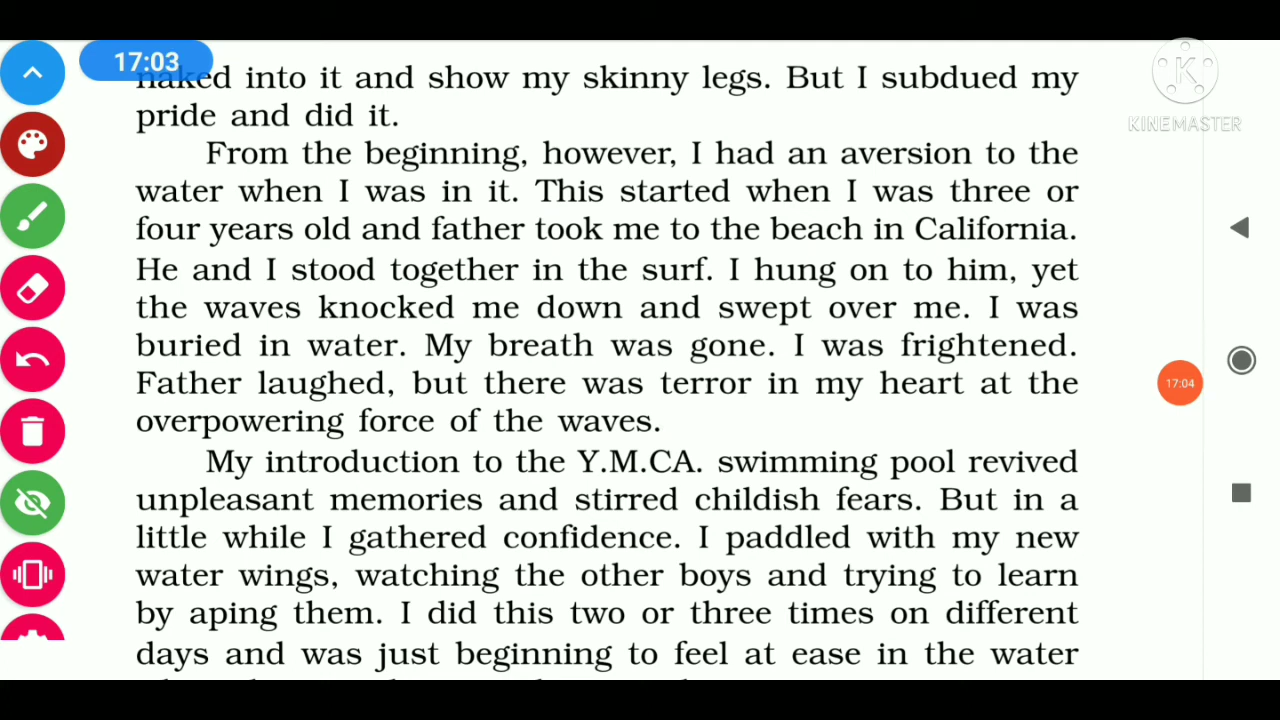 17:03
naked into it and show my skinny legs. But I subdued my
pride and did it.
From the beginning, however, I had an aversion to the
water when I was in it. This started when I was three or
four years old and father took me to the beach in California.
He and I stood together in the surf. I hung on to him, yet
the waves knocked me down and swept over me. I was
buried in water. My breath was gone. I was frightened.
Father laughed, but there was terror in my heart at the
overpowering force of the waves.
My introduction to the Y.M.CA. swimming pool revived
unpleasant memories and stirred childish fears. But in a
little while I gathered confidence. I paddled with my new
water wings, watching the other boys and trying to learn
by aping them. I did this two or three times on different
days and was just beginning to feel at ease in the water
K
KINEMASTER
17:04